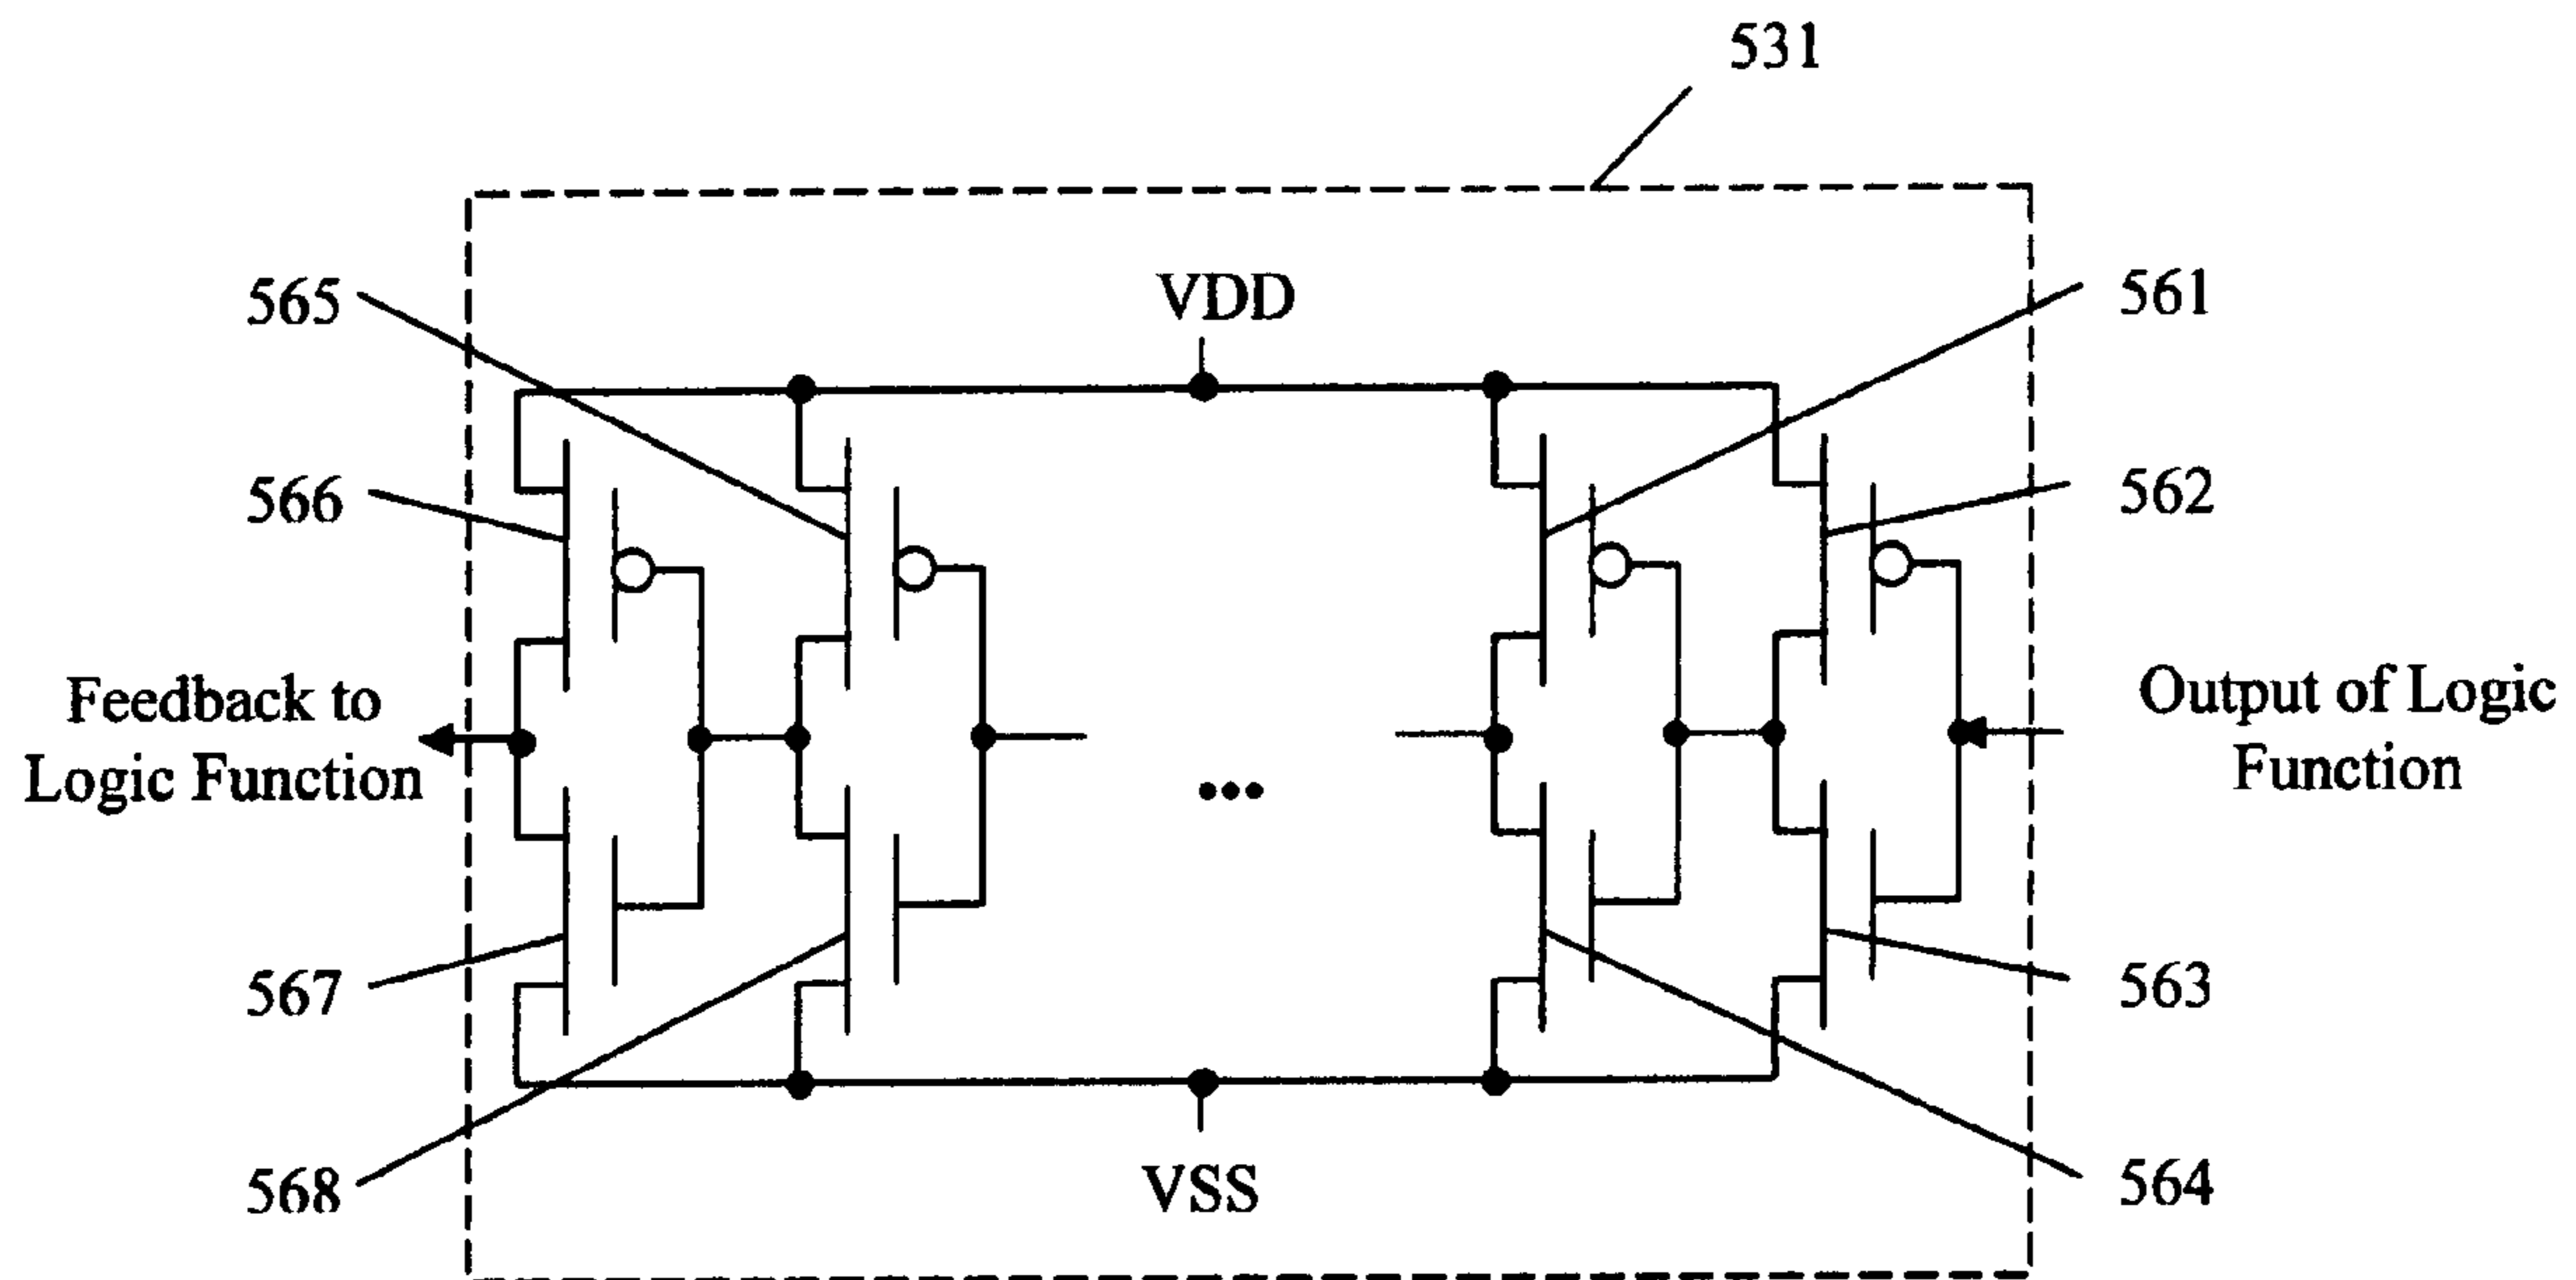 531
VDD
565
561
566
562
Feedback to
Logic Function
Output of Logic
Function
...
567
563
568
VSS
564